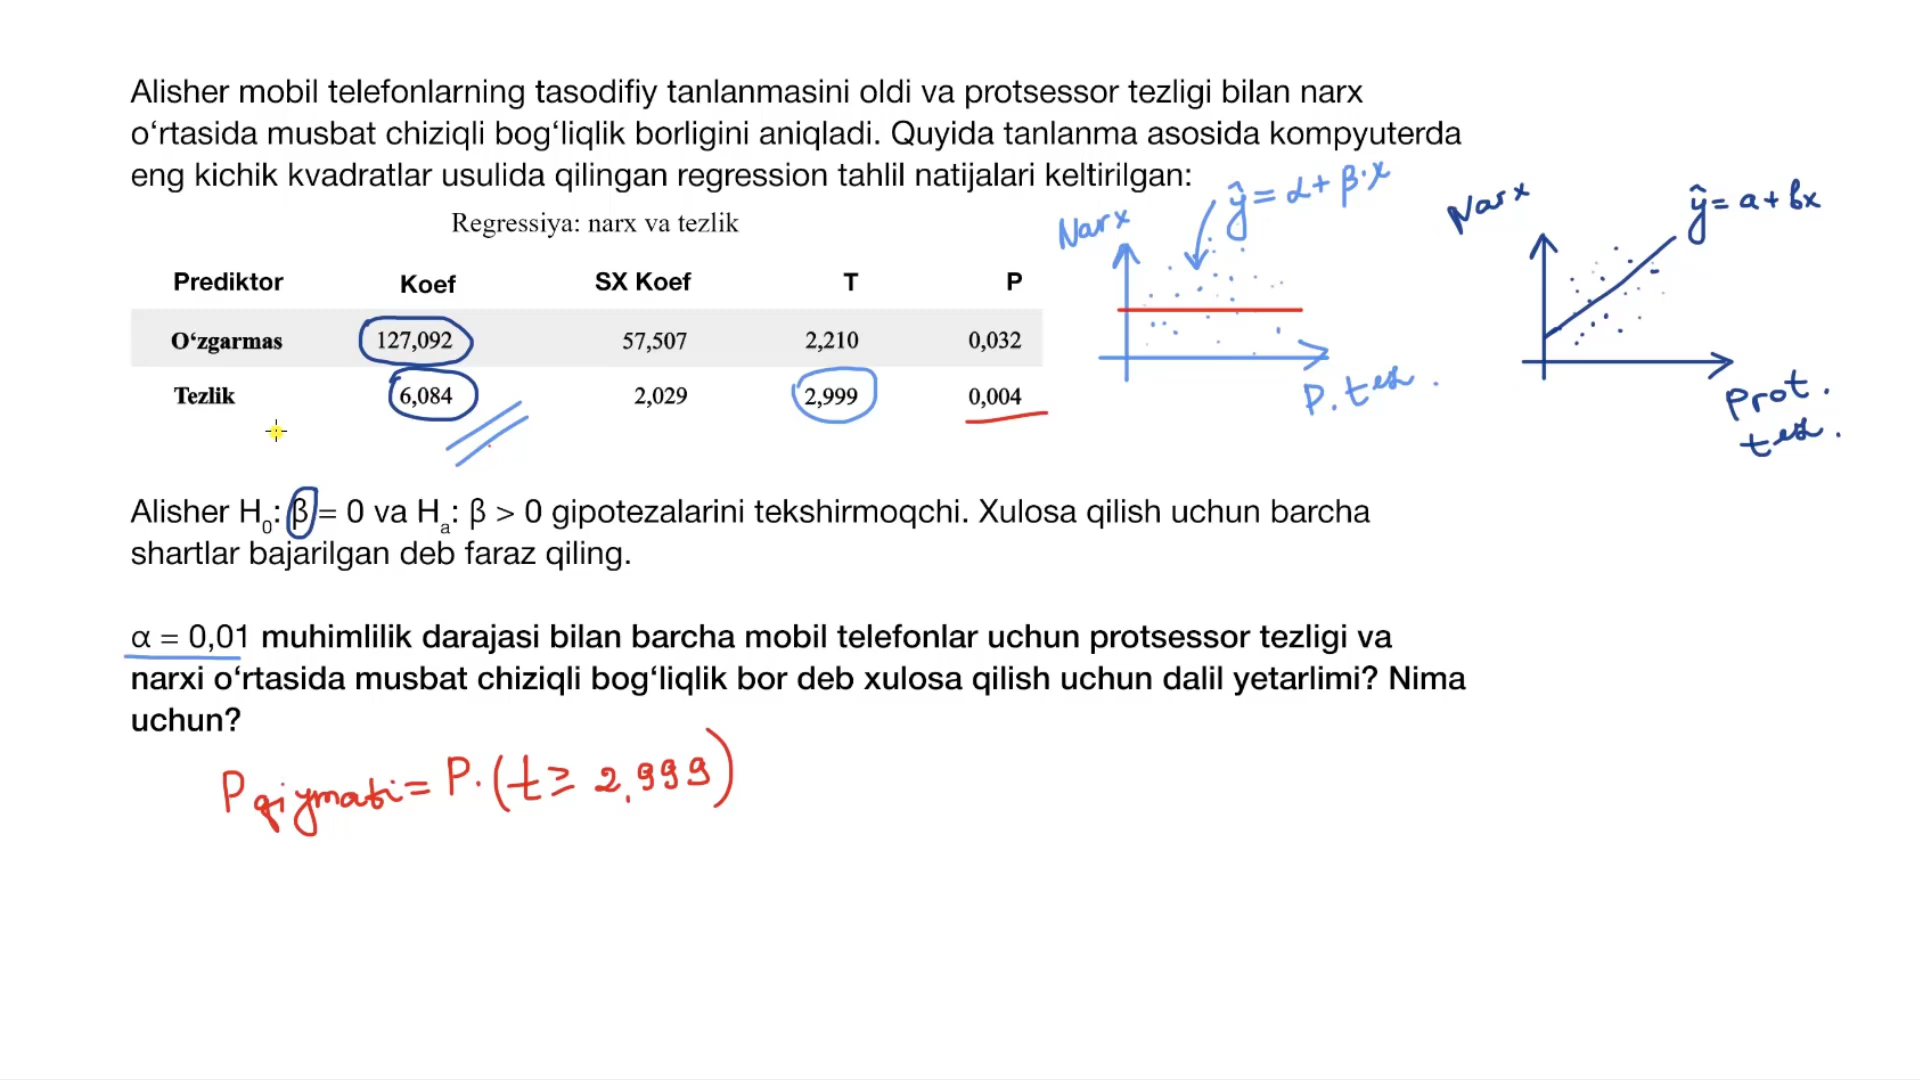 Alisher mobil telefonlarning tasodifiy tanlanmasini oldi va protsessor tezligi bilan narx
o‘rtasida musbat chiziqli bog‘liqlik borligini aniqladi. Quyida tanlanma asosida kompyuterda
eng kichik kvadratlar usulida qilingan regression tahlil natijalari keltirilgan:
Regressiya: narx va tezlik
Prediktor Koef SX Koef T P
O‘zgarmas 127,092 57,507 2,210 0,032
Tezlik 6,084 2,029 2,999 0,004
Narx
ŷ = α + β·x
P. tez.
Narx
ŷ = a + bx
Prot.
tez.
Alisher H₀: β = 0 va Hₐ: β > 0 gipotezalarini tekshirmoqchi. Xulosa qilish uchun barcha
shartlar bajarilgan deb faraz qiling.
α = 0,01 muhimlilik darajasi bilan barcha mobil telefonlar uchun protsessor tezligi va
narxi o‘rtasida musbat chiziqli bog‘liqlik bor deb xulosa qilish uchun dalil yetarlimi? Nima
uchun?
P qiymati = P. (t ≥ 2.999)